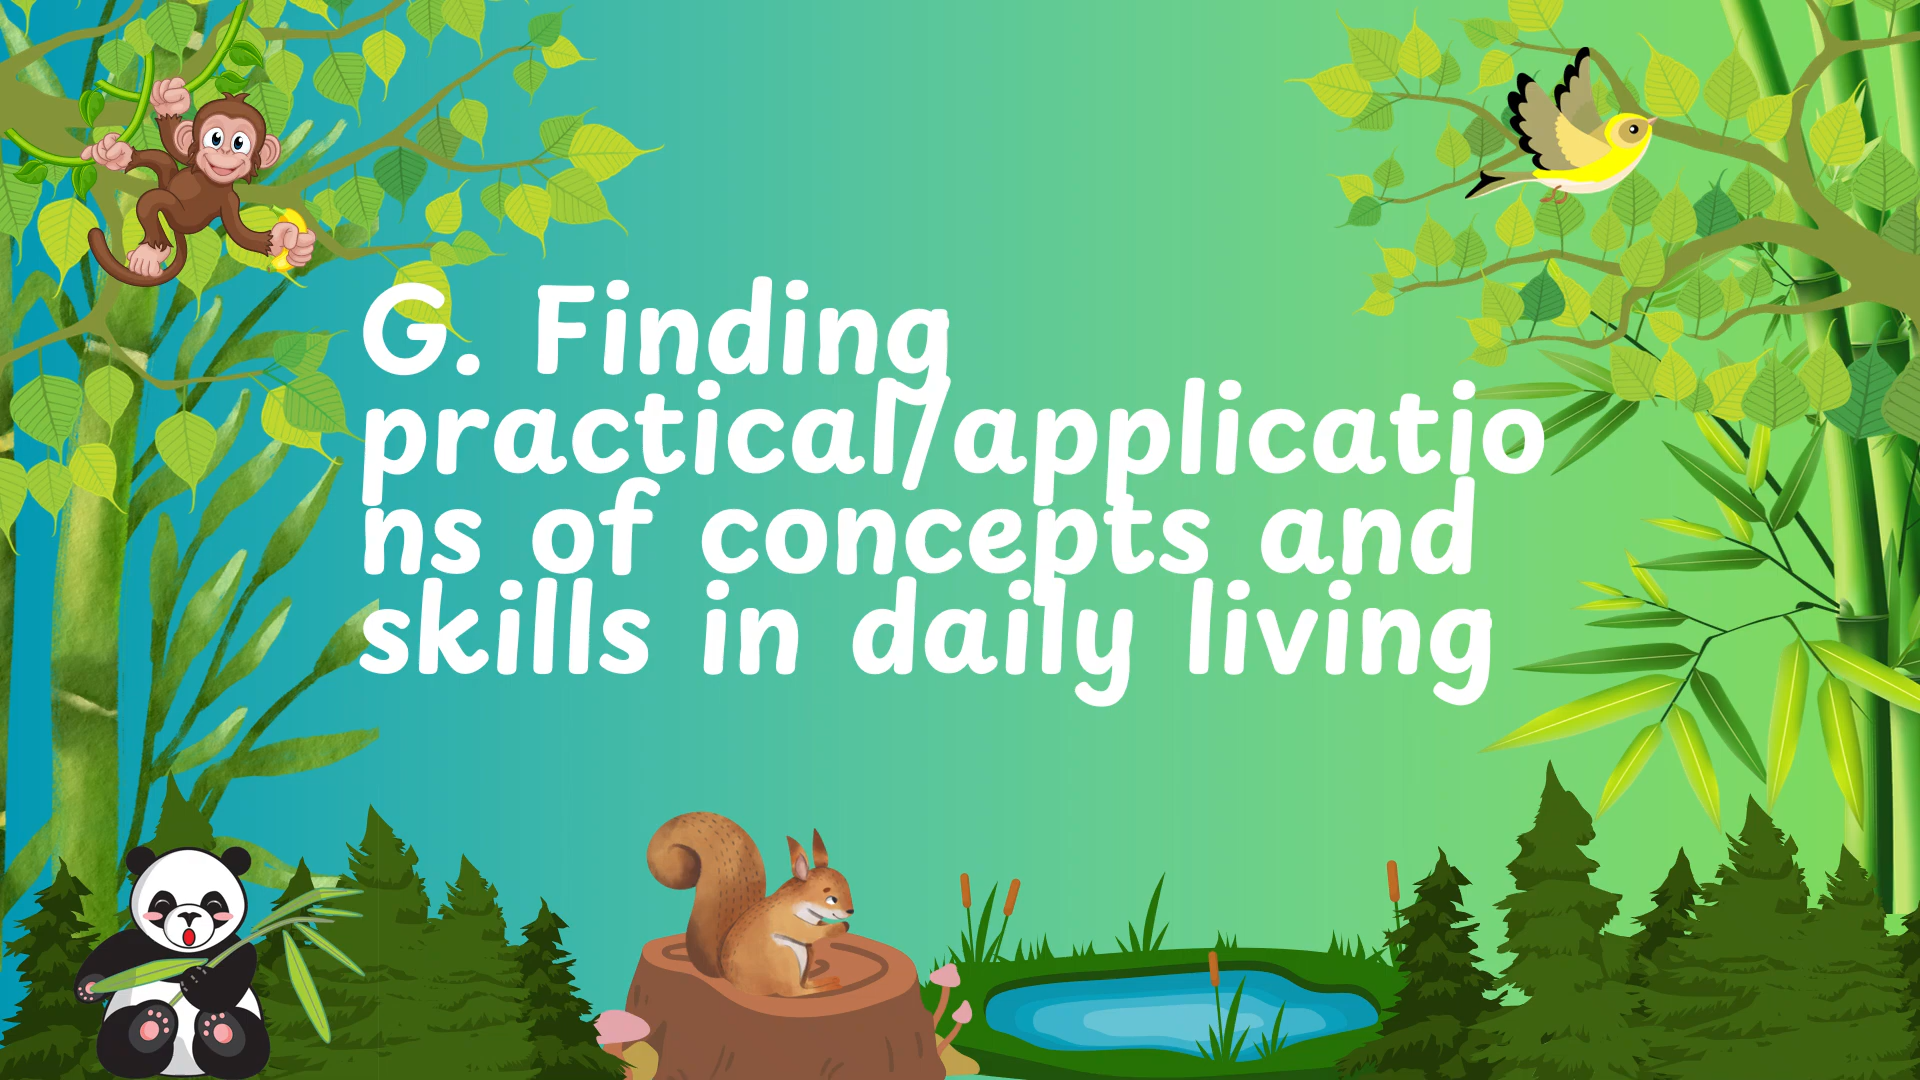 G. Finding
practical/applicatio
ns of concepts and
skills in daily living